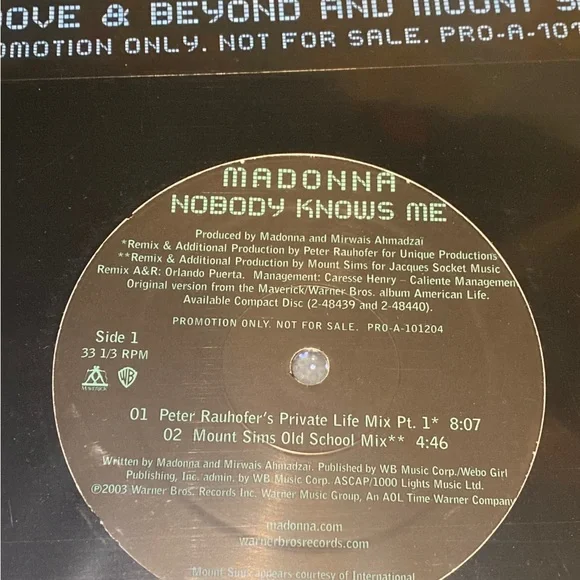 OVE & BEYOND AND MOUNT S
OMOTION ONLY. NOT FOR SALE. PRO-A-101
MADONNA
NOBODY KNOWS ME
Produced by Madonna and Mirwais Ahmadzaï
*Remix & Additional Production by Peter Rauhofer for Unique Productions
**Remix & Additional Production by Mount Sims for Jacques Socket Music
Remix A&R: Orlando Puerta. Management: Caresse Henry – Caliente Managemen
Original version from the Maverick/Warner Bros. album American Life.
Available Compact Disc (2-48439 and 2-48440).
PROMOTION ONLY. NOT FOR SALE. PRO-A-101204
Side 1
33 1/3 RPM
MAVERICK
WB
01 Peter Rauhofer's Private Life Mix Pt. 1* 8:07
02 Mount Sims Old School Mix** 4:46
Written by Madonna and Mirwais Ahmadzai. Published by WB Music Corp./Webo Girl
Publishing, Inc. admin. by WB Music Corp. ASCAP/1000 Lights Music Ltd.
℗2003 Warner Bros. Records Inc. Warner Music Group, An AOL Time Warner Company
madonna.com
warnerbrosrecords.com
Mount Sims appears courtesy of International